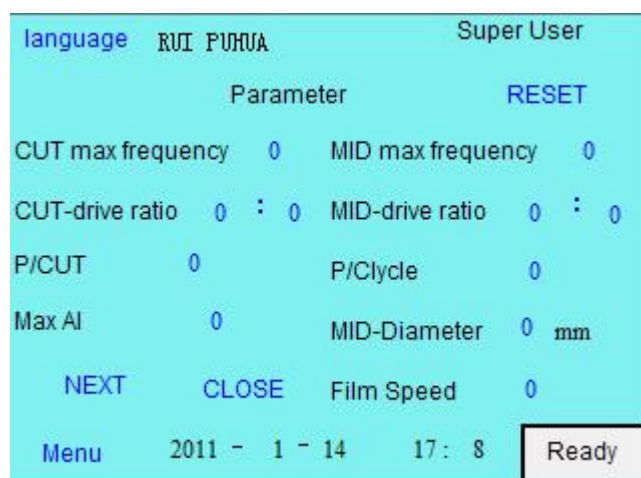 language RUI PUHUA Super User
Parameter RESET
CUT max frequency 0 MID max frequency 0
CUT-drive ratio 0 : 0 MID-drive ratio 0 : 0
P/CUT 0 P/Clycle 0
Max AI 0 MID-Diameter 0 mm
NEXT CLOSE Film Speed 0
Menu 2011 - 1 - 14 17 : 8 Ready